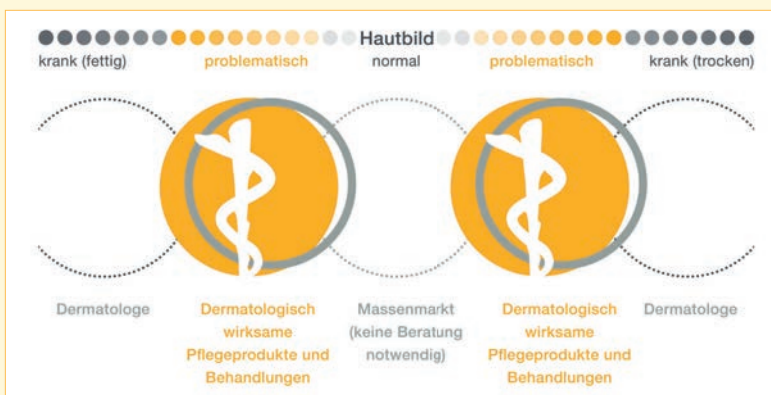 Hautbild
krank (fettig) problematisch normal problematisch krank (trocken)
Dermatologe
Dermatologisch
wirksame
Pflegeprodukte und
Behandlungen
Massenmarkt
(keine Beratung
notwendig)
Dermatologisch
wirksame
Pflegeprodukte und
Behandlungen
Dermatologe